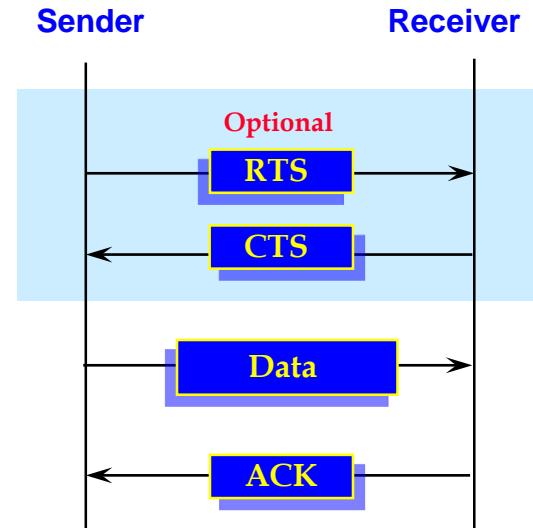 Sender Receiver
Optional
RTS
CTS
Data
ACK